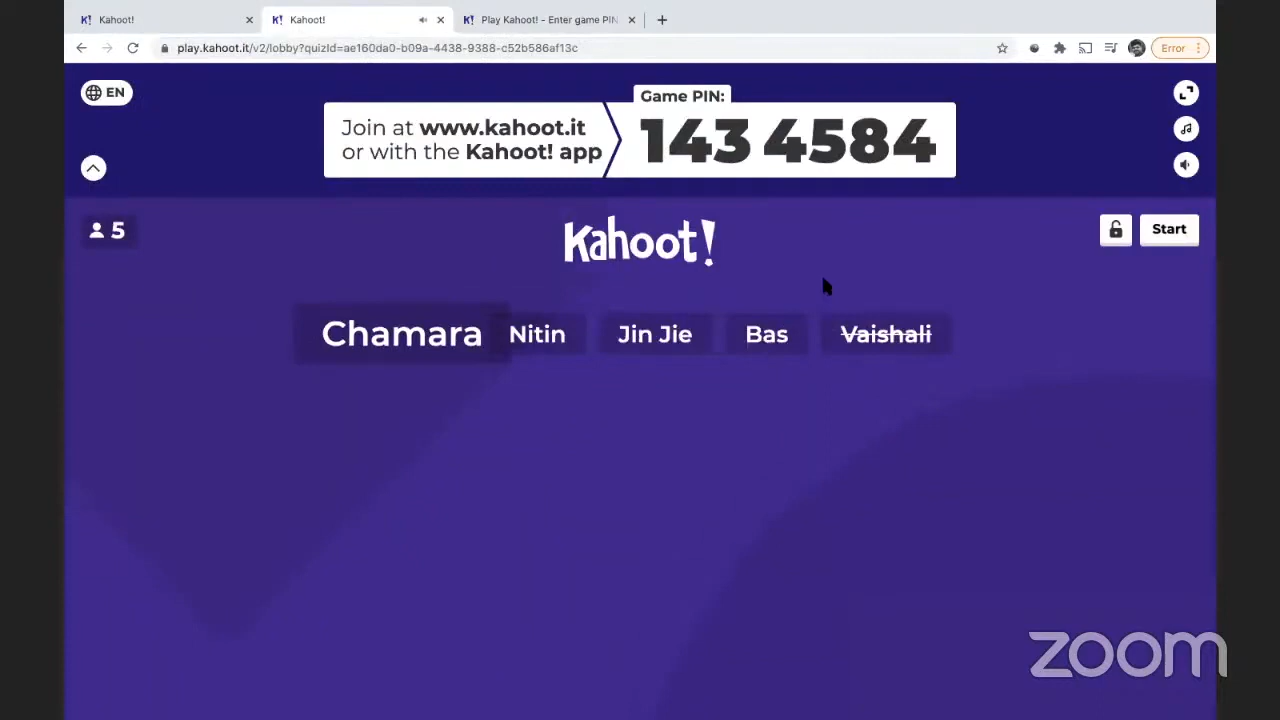 Kahoot!
Kahoot!
Play Kahoot! - Enter game PIN
play.kahoot.it/v2/lobby?quizId=ae160da0-b09a-4438-9388-c52b586af13c
Error
EN
Game PIN:
Join at www.kahoot.it
or with the Kahoot! app
143 4584
5
Kahoot!
Start
Chamara
Nitin
Jin Jie
Bas
Vaishali
zoom